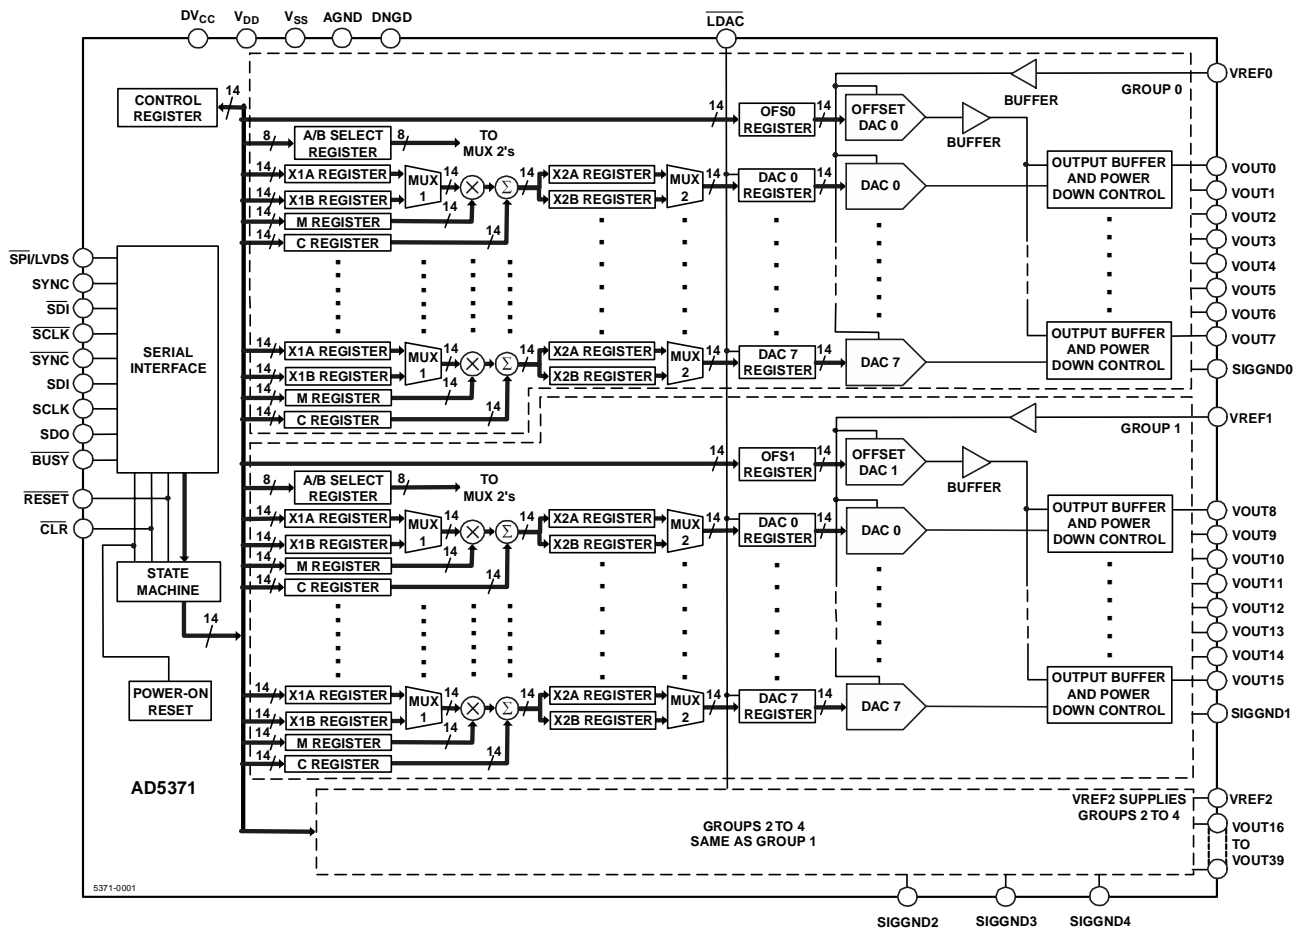 DVCC VDD VSS AGND DNGD LDAC
VREF0
GROUP 0
BUFFER
14
CONTROL
REGISTER
14
OFS0
REGISTER
14
OFFSET
DAC 0
BUFFER
8
A/B SELECT
REGISTER
8
TO
MUX 2's
14
X1A REGISTER
14
X1B REGISTER
14
M REGISTER
14
C REGISTER
MUX
1
14
14
14
×
Σ
14
X2A REGISTER
X2B REGISTER
MUX
2
14
DAC 0
REGISTER
14
DAC 0
OUTPUT BUFFER
AND POWER
DOWN CONTROL
VOUT0
VOUT1
VOUT2
VOUT3
VOUT4
VOUT5
VOUT6
VOUT7
SIGGND0
SPI/LVDS
SYNC
SDI
SCLK
SYNC
SDI
SCLK
SDO
BUSY
RESET
CLR
SERIAL
INTERFACE
14
X1A REGISTER
14
X1B REGISTER
14
M REGISTER
14
C REGISTER
MUX
1
14
14
14
×
Σ
14
X2A REGISTER
X2B REGISTER
MUX
2
14
DAC 7
REGISTER
14
DAC 7
OUTPUT BUFFER
AND POWER
DOWN CONTROL
VREF1
GROUP 1
14
OFS1
REGISTER
14
OFFSET
DAC 1
BUFFER
8
A/B SELECT
REGISTER
8
TO
MUX 2's
14
X1A REGISTER
14
X1B REGISTER
14
M REGISTER
14
C REGISTER
MUX
1
14
14
14
×
Σ
14
X2A REGISTER
X2B REGISTER
MUX
2
14
DAC 0
REGISTER
14
DAC 0
OUTPUT BUFFER
AND POWER
DOWN CONTROL
VOUT8
VOUT9
VOUT10
VOUT11
VOUT12
VOUT13
VOUT14
VOUT15
SIGGND1
STATE
MACHINE
14
POWER-ON
RESET
14
X1A REGISTER
14
X1B REGISTER
14
M REGISTER
14
C REGISTER
MUX
1
14
14
14
×
Σ
14
X2A REGISTER
X2B REGISTER
MUX
2
14
DAC 7
REGISTER
14
DAC 7
OUTPUT BUFFER
AND POWER
DOWN CONTROL
AD5371
GROUPS 2 TO 4
SAME AS GROUP 1
VREF2 SUPPLIES
GROUPS 2 TO 4
VREF2
VOUT16
TO
VOUT39
5371-0001
SIGGND2 SIGGND3 SIGGND4